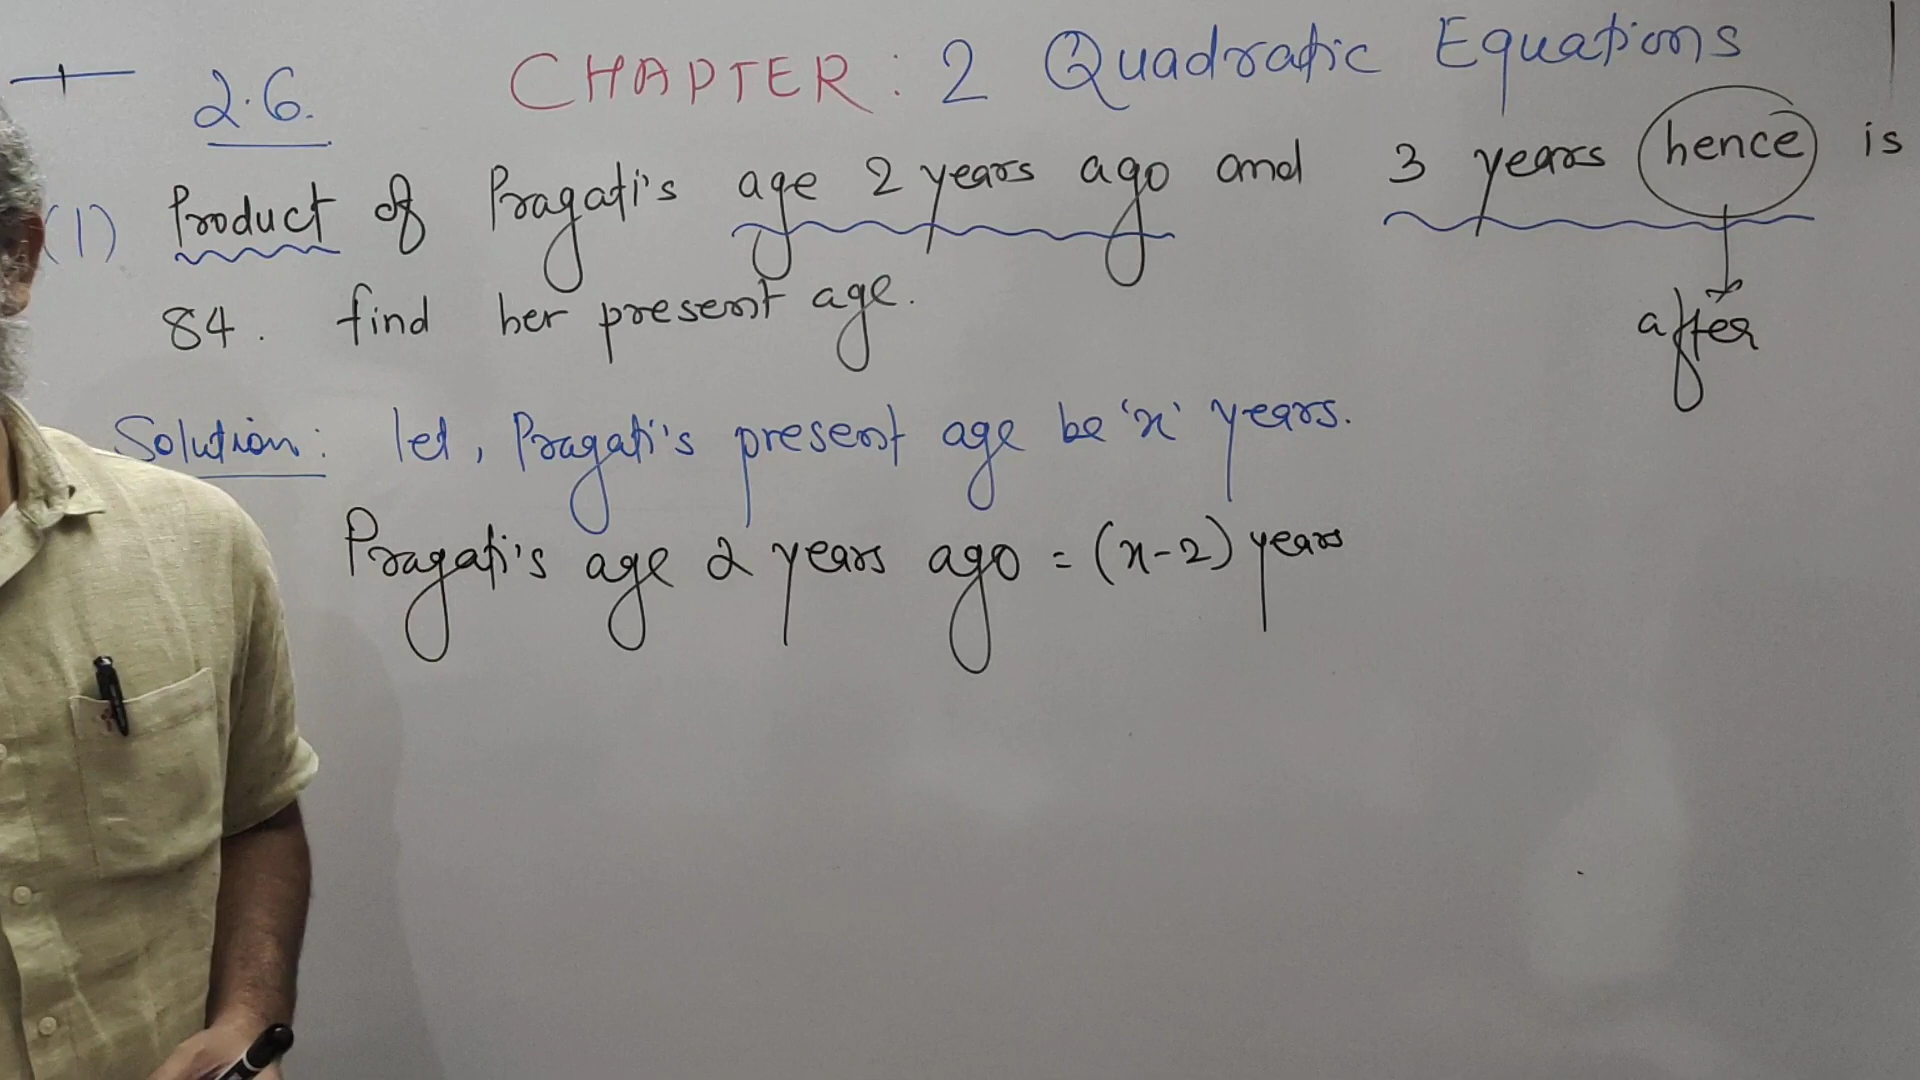 2.6. CHAPTER: 2 Quadratic Equations
(1) Product of Pragati's age 2 years ago and 3 years hence is
84. find her present age.
after
Solution: let, Pragati's present age be 'x' years.
Pragati's age 2 years ago = (x-2) years